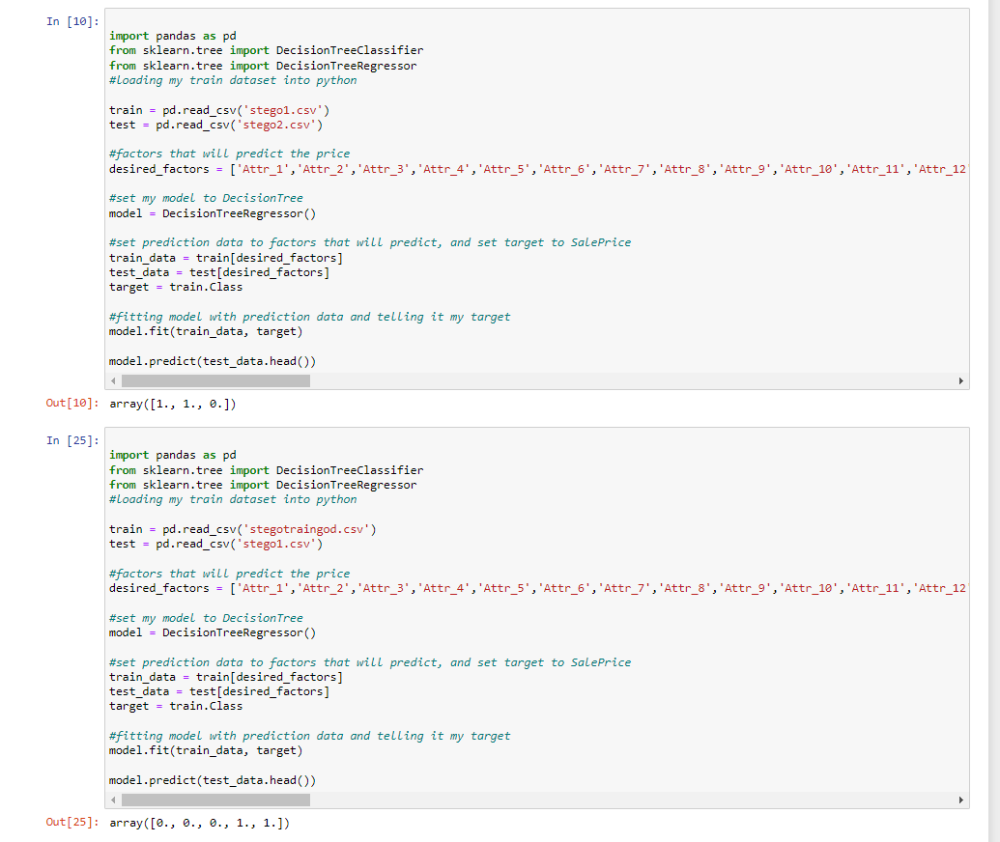 In [10]:
import pandas as pd
from sklearn.tree import DecisionTreeClassifier
from sklearn.tree import DecisionTreeRegressor
#loading my train dataset into python
train = pd.read_csv('stego1.csv')
test = pd.read_csv('stego2.csv')
#factors that will predict the price
desired_factors = ['Attr_1','Attr_2','Attr_3','Attr_4','Attr_5','Attr_6','Attr_7','Attr_8','Attr_9','Attr_10','Attr_11','Attr_12'
#set my model to DecisionTree
model = DecisionTreeRegressor()
#set prediction data to factors that will predict, and set target to SalePrice
train_data = train[desired_factors]
test_data = test[desired_factors]
target = train.Class
#fitting model with prediction data and telling it my target
model.fit(train_data, target)
model.predict(test_data.head())
Out[10]: array([1., 1., 0.])
In [25]:
import pandas as pd
from sklearn.tree import DecisionTreeClassifier
from sklearn.tree import DecisionTreeRegressor
#loading my train dataset into python
train = pd.read_csv('stegotraingod.csv')
test = pd.read_csv('stego1.csv')
#factors that will predict the price
desired_factors = ['Attr_1','Attr_2','Attr_3','Attr_4','Attr_5','Attr_6','Attr_7','Attr_8','Attr_9','Attr_10','Attr_11','Attr_12'
#set my model to DecisionTree
model = DecisionTreeRegressor()
#set prediction data to factors that will predict, and set target to SalePrice
train_data = train[desired_factors]
test_data = test[desired_factors]
target = train.Class
#fitting model with prediction data and telling it my target
model.fit(train_data, target)
model.predict(test_data.head())
Out[25]: array([0., 0., 0., 1., 1.])